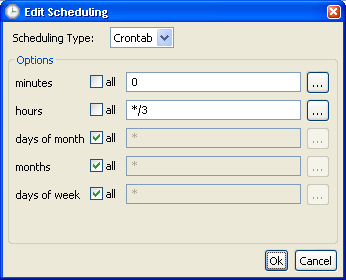 Edit Scheduling
Scheduling Type: Crontab
Options
minutes all 0 ...
hours all */3 ...
days of month all * ...
months all * ...
days of week all * ...
Ok Cancel